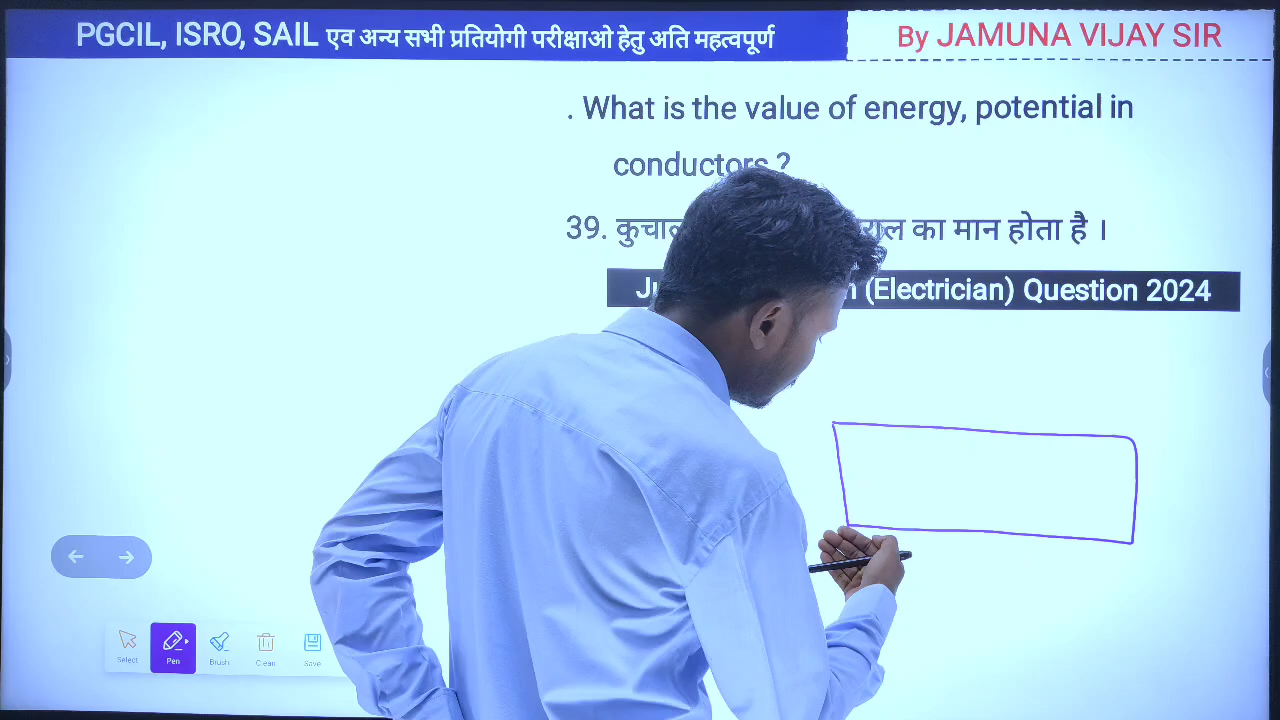 PGCIL, ISRO, SAIL एव अन्य सभी प्रतियोगी परीक्षाओ हेतु अति महत्वपूर्ण
By JAMUNA VIJAY SIR
. What is the value of energy, potential in
conductors ?
39. का मान होता है ।
(Electrician) Question 2024
Select
Pen
Brush
Clean
Save